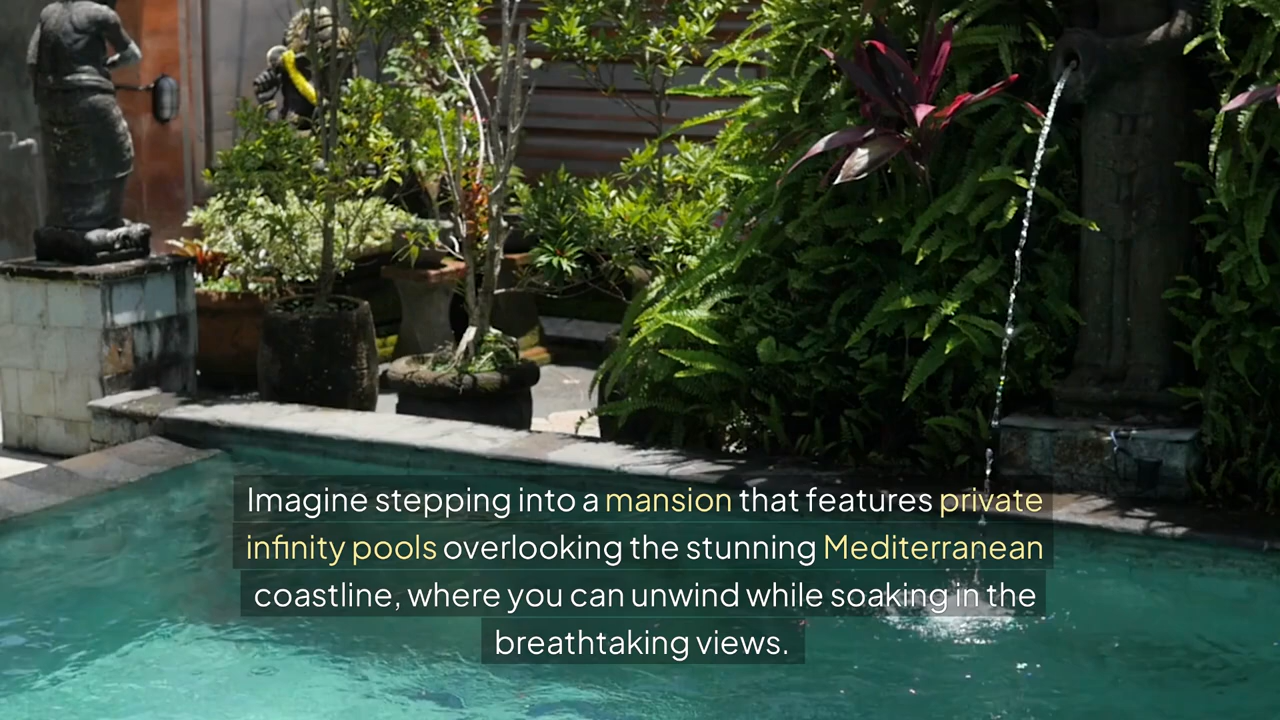 Imagine stepping into a mansion that features private
infinity pools overlooking the stunning Mediterranean
coastline, where you can unwind while soaking in the
breathtaking views.